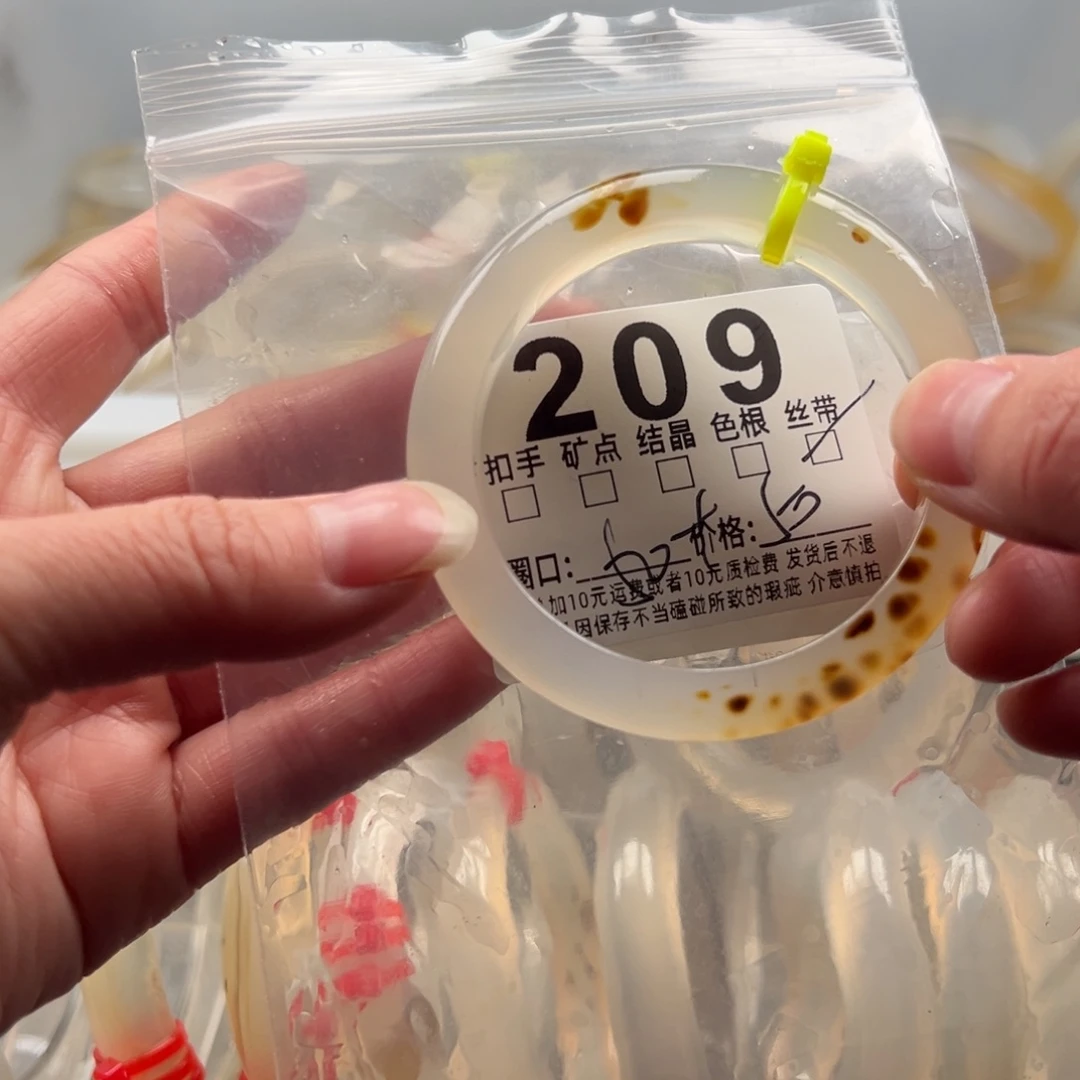 209
扣手 矿点 结晶 色根 丝带
圈口: 价格:
加10元运费或者10元质检费 发货后不退
因保存不当磕碰所致的瑕疵 介意慎拍